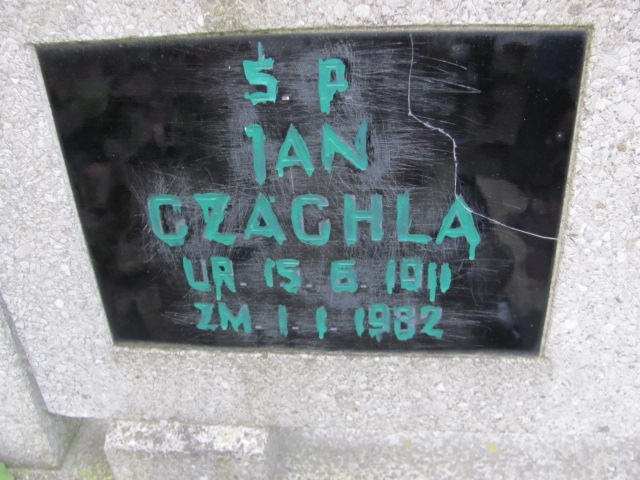 Ś P
JAN
CZACHLA
UR. 15. 6. 1911
ZM. 1. 1. 1982